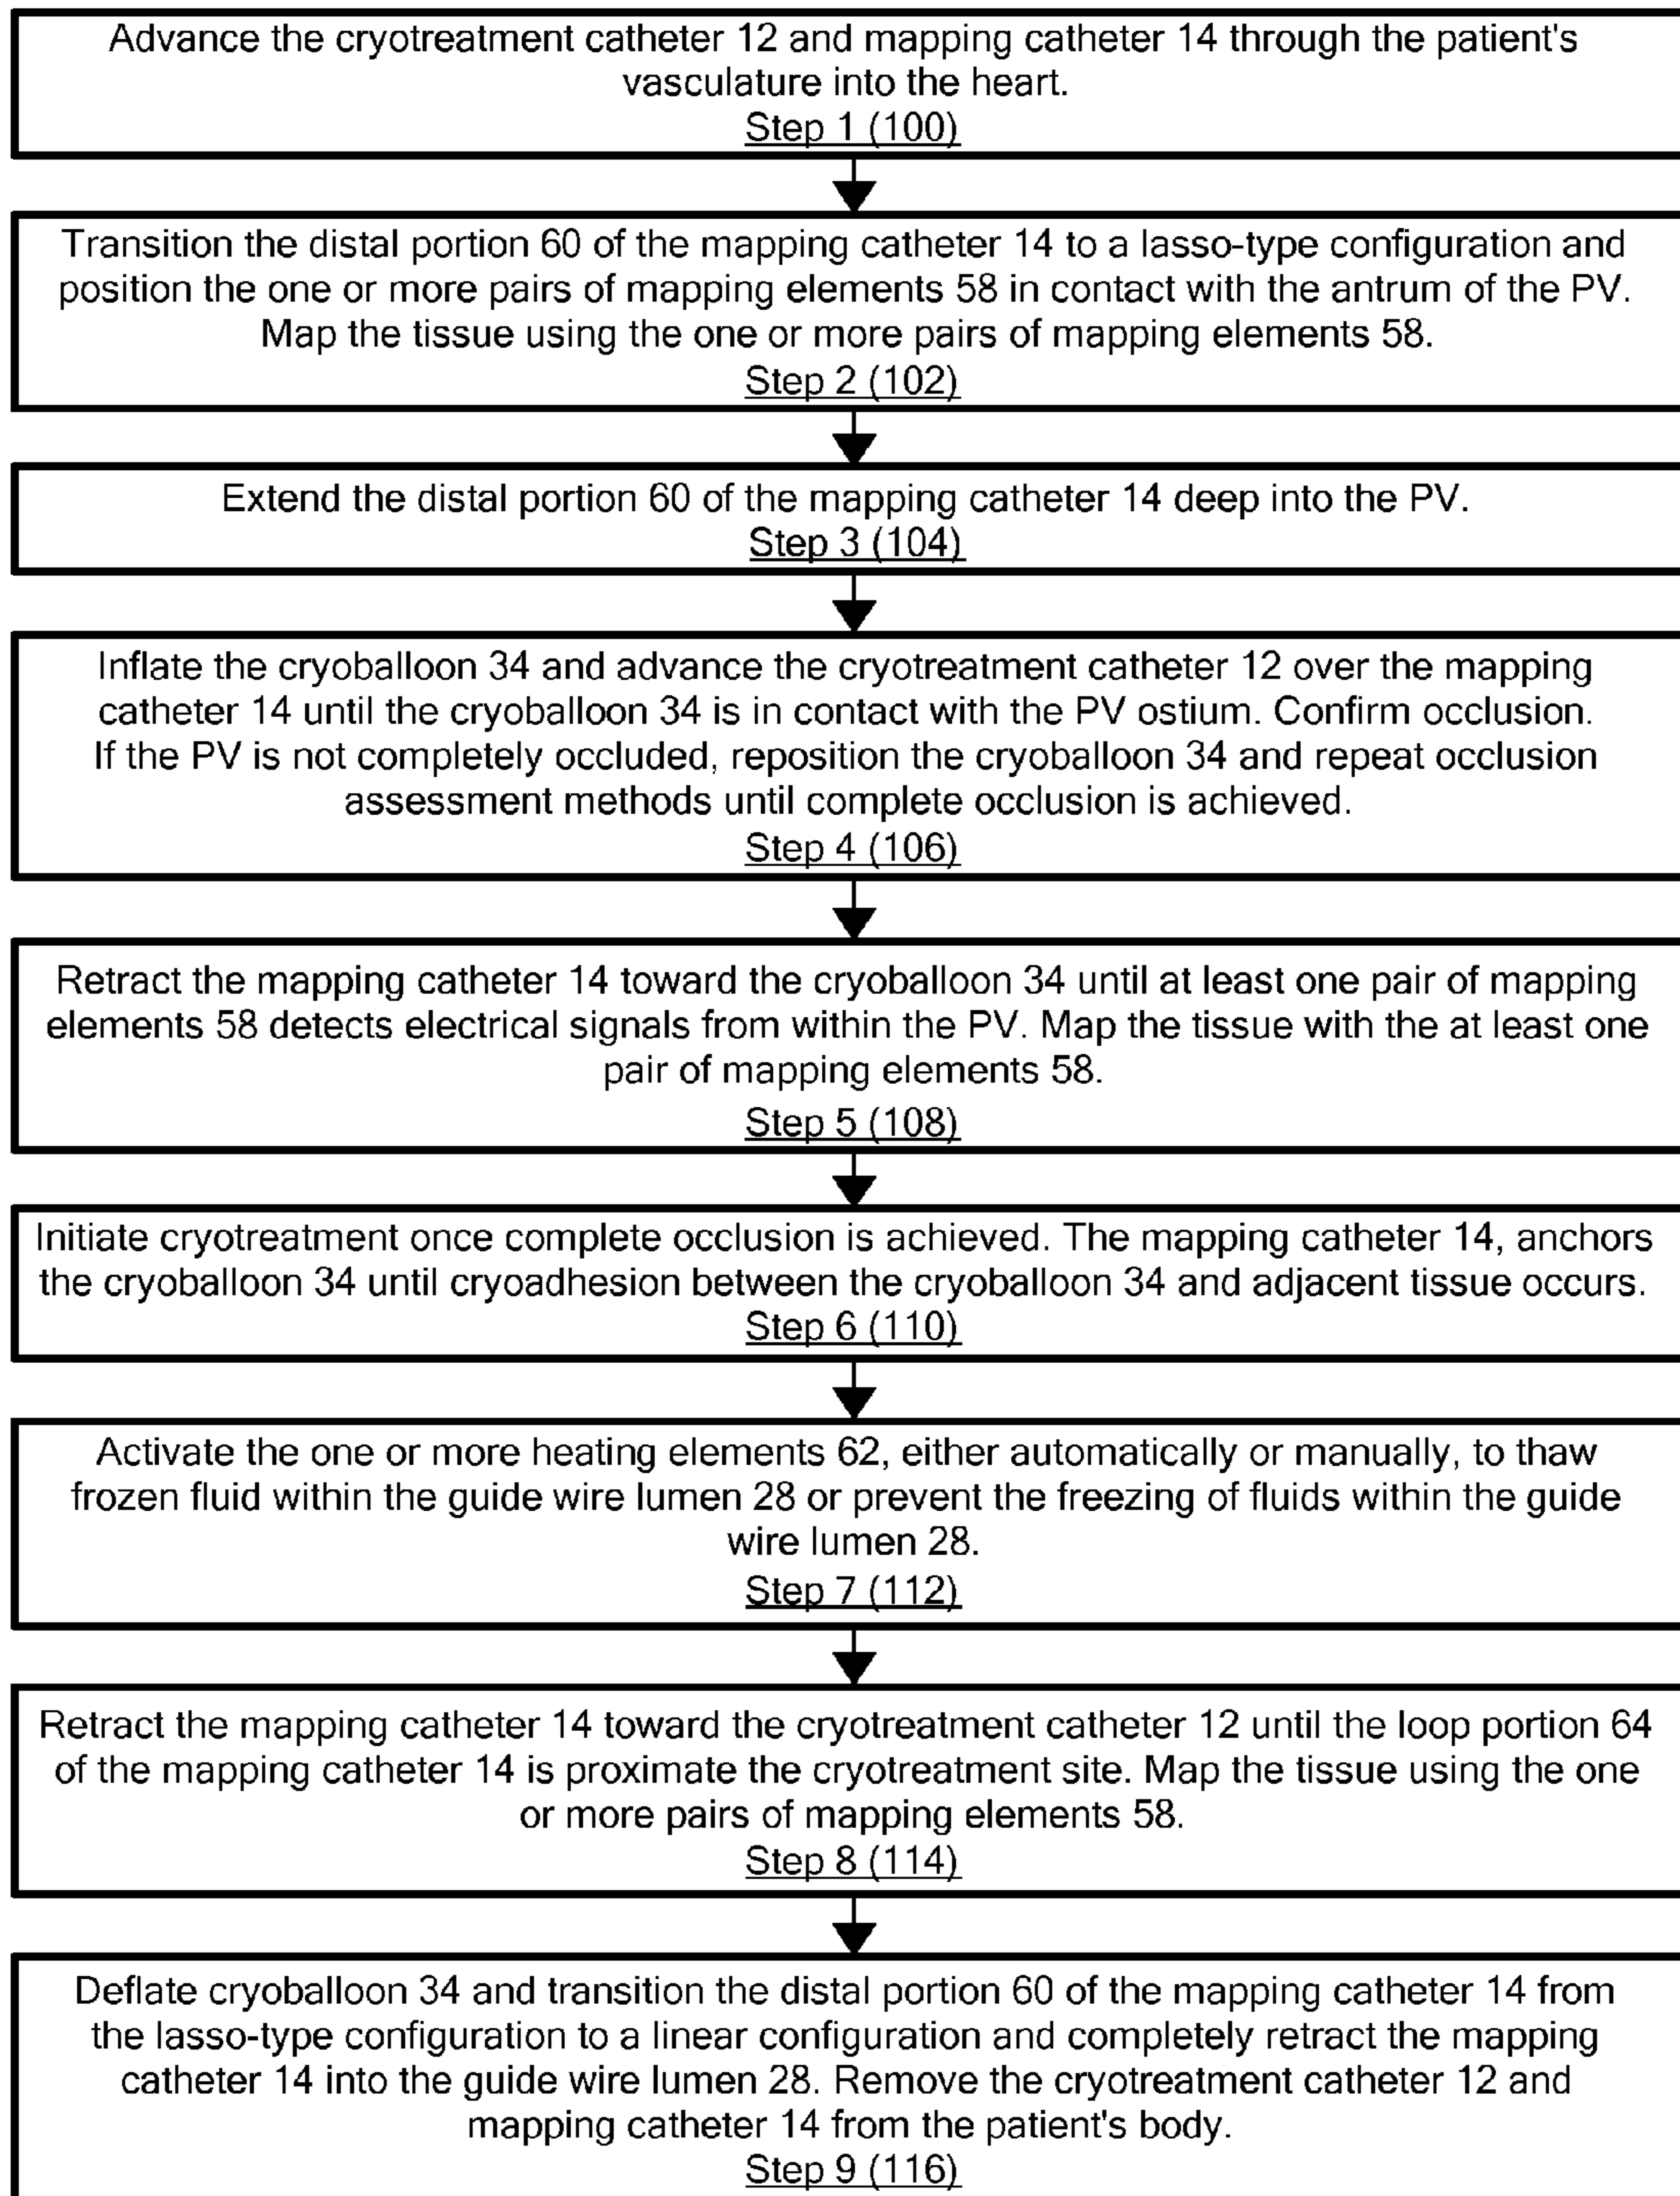 Advance the cryotreatment catheter 12 and mapping catheter 14 through the patient's
vasculature into the heart.
Step 1 (100)
Transition the distal portion 60 of the mapping catheter 14 to a lasso-type configuration and
position the one or more pairs of mapping elements 58 in contact with the antrum of the PV.
Map the tissue using the one or more pairs of mapping elements 58.
Step 2 (102)
Extend the distal portion 60 of the mapping catheter 14 deep into the PV.
Step 3 (104)
Inflate the cryoballoon 34 and advance the cryotreatment catheter 12 over the mapping
catheter 14 until the cryoballoon 34 is in contact with the PV ostium. Confirm occlusion.
If the PV is not completely occluded, reposition the cryoballoon 34 and repeat occlusion
assessment methods until complete occlusion is achieved.
Step 4 (106)
Retract the mapping catheter 14 toward the cryoballoon 34 until at least one pair of mapping
elements 58 detects electrical signals from within the PV. Map the tissue with the at least one
pair of mapping elements 58.
Step 5 (108)
Initiate cryotreatment once complete occlusion is achieved. The mapping catheter 14, anchors
the cryoballoon 34 until cryoadhesion between the cryoballoon 34 and adjacent tissue occurs.
Step 6 (110)
Activate the one or more heating elements 62, either automatically or manually, to thaw
frozen fluid within the guide wire lumen 28 or prevent the freezing of fluids within the guide
wire lumen 28.
Step 7 (112)
Retract the mapping catheter 14 toward the cryotreatment catheter 12 until the loop portion 64
of the mapping catheter 14 is proximate the cryotreatment site. Map the tissue using the one
or more pairs of mapping elements 58.
Step 8 (114)
Deflate cryoballoon 34 and transition the distal portion 60 of the mapping catheter 14 from
the lasso-type configuration to a linear configuration and completely retract the mapping
catheter 14 into the guide wire lumen 28. Remove the cryotreatment catheter 12 and
mapping catheter 14 from the patient's body.
Step 9 (116)